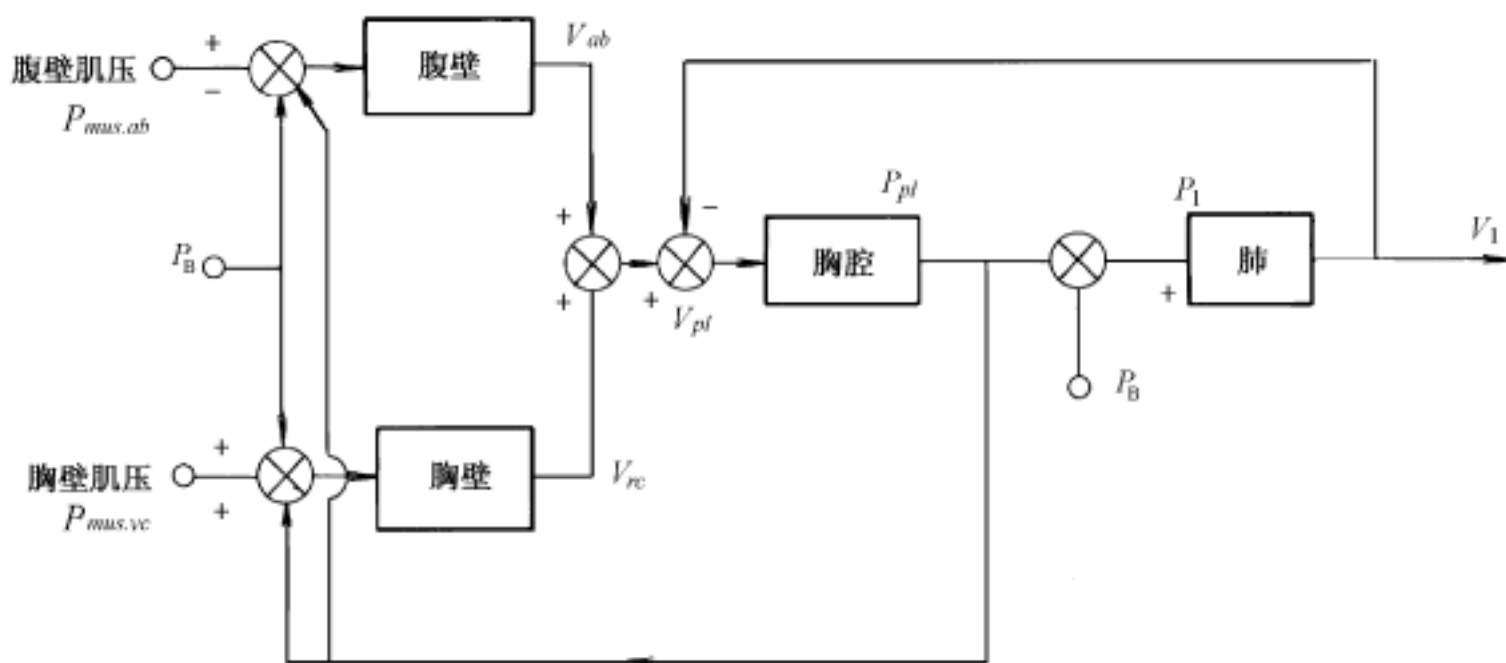 +
腹壁肌压
P_mus.ab
−
腹壁
V_ab
P_B
+
+
−
+
V_pl
胸腔
P_pl
P_1
+
肺
V_1
P_B
+
胸壁肌压
P_mus.vc
+
胸壁
V_rc